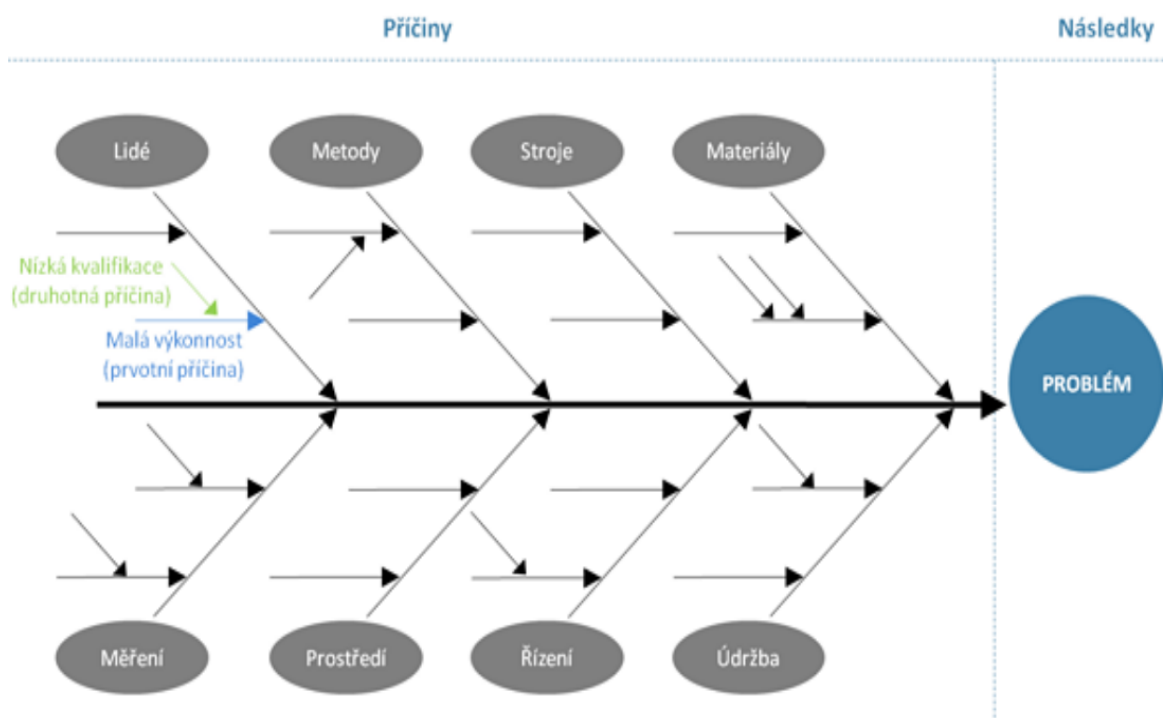 Příčiny
Následky
Lidé
Metody
Stroje
Materiály
Nízká kvalifikace
(druhotná příčina)
Malá výkonnost
(prvotní příčina)
PROBLÉM
Měření
Prostředí
Řízení
Údržba